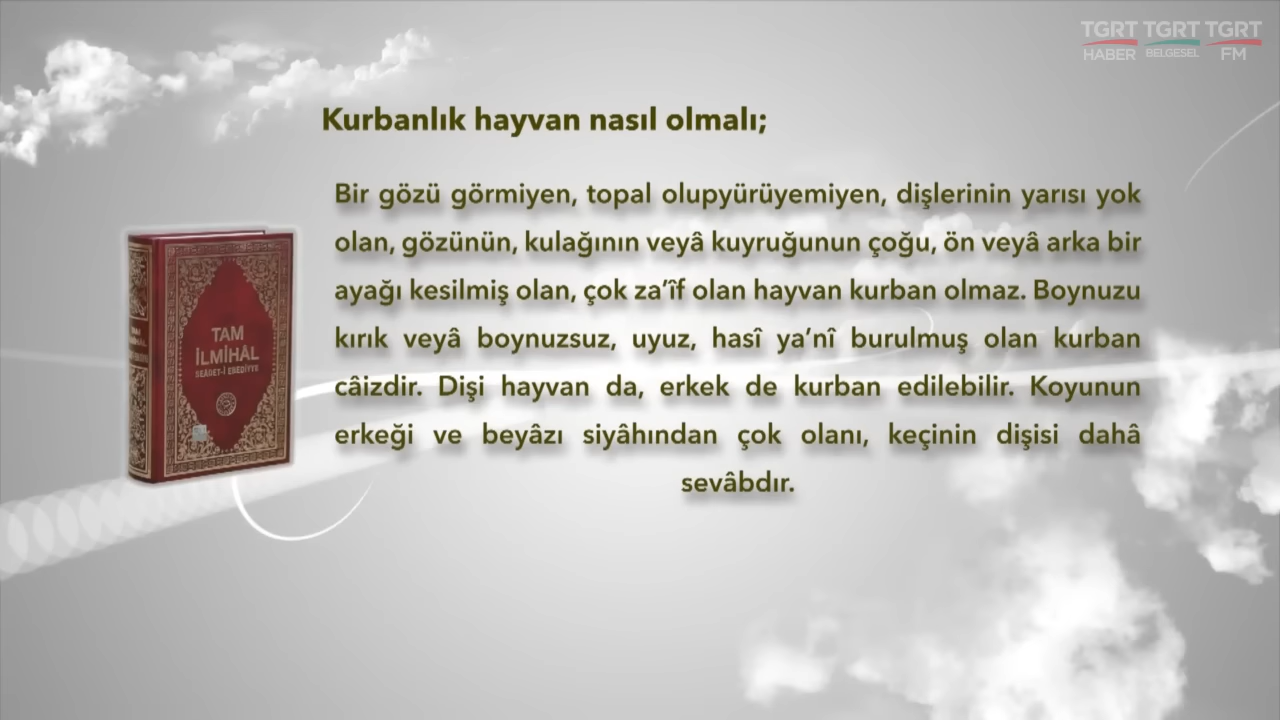 TGRT TGRT TGRT
HABER BELGESEL FM
Kurbanlık hayvan nasıl olmalı;
Bir gözü görmiyen, topal olupyürüyemiyen, dişlerinin yarısı yok
olan, gözünün, kulağının veyâ kuyruğunun çoğu, ön veyâ arka bir
ayağı kesilmiş olan, çok za’îf olan hayvan kurban olmaz. Boynuzu
kırık veyâ boynuzsuz, uyuz, hasî ya’nî burulmuş olan kurban
câizdir. Dişi hayvan da, erkek de kurban edilebilir. Koyunun
erkeği ve beyâzı siyâhından çok olanı, keçinin dişisi dahâ
sevâbdır.
TAM
İLMİHÂL
SEÂDET-İ EBEDİYYE